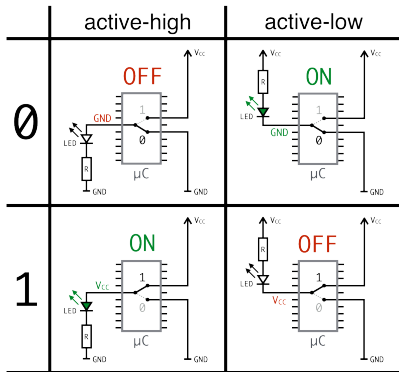 active-high active-low
0
OFF
Vcc
1
GND
0
LED
R
µC
GND
GND
Vcc
R
LED
ON
Vcc
1
GND
0
µC
GND
1
ON
Vcc
Vcc
1
0
LED
R
µC
GND
GND
Vcc
R
LED
OFF
Vcc
1
Vcc
0
µC
GND